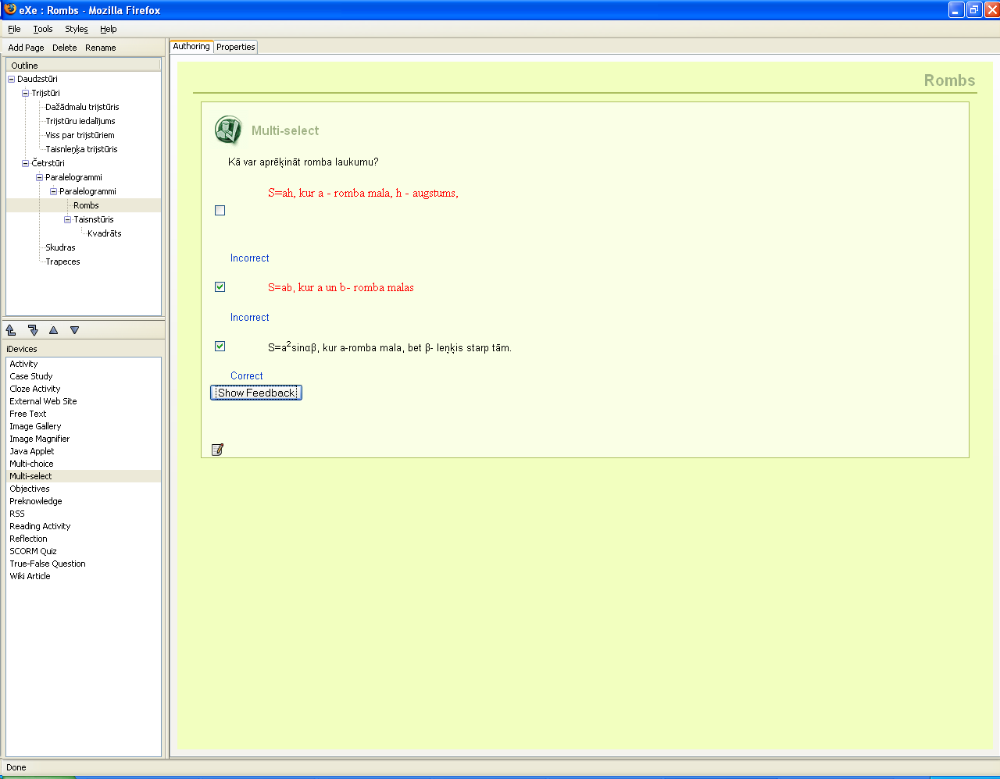 eXe : Rombs - Mozilla Firefox
File Tools Styles Help
Add Page Delete Rename
Outline
Daudzstūri
Trijstūri
Dažādmalu trijstūris
Trijstūru iedalījums
Viss par trijstūriem
Taisnleņķa trijstūris
Četrstūri
Paralelogrammi
Paralelogrammi
Rombs
Taisnstūris
Kvadrāts
Skudras
Trapeces
iDevices
Activity
Case Study
Cloze Activity
External Web Site
Free Text
Image Gallery
Image Magnifier
Java Applet
Multi-choice
Multi-select
Objectives
Preknowledge
RSS
Reading Activity
Reflection
SCORM Quiz
True-False Question
Wiki Article
Authoring Properties
Rombs
Multi-select
Kā var aprēķināt romba laukumu?
S=ah, kur a - romba mala, h - augstums,
Incorrect
S=ab, kur a un b- romba malas
Incorrect
S=a²sinαβ, kur a-romba mala, bet β- leņķis starp tām.
Correct
Show Feedback
Done